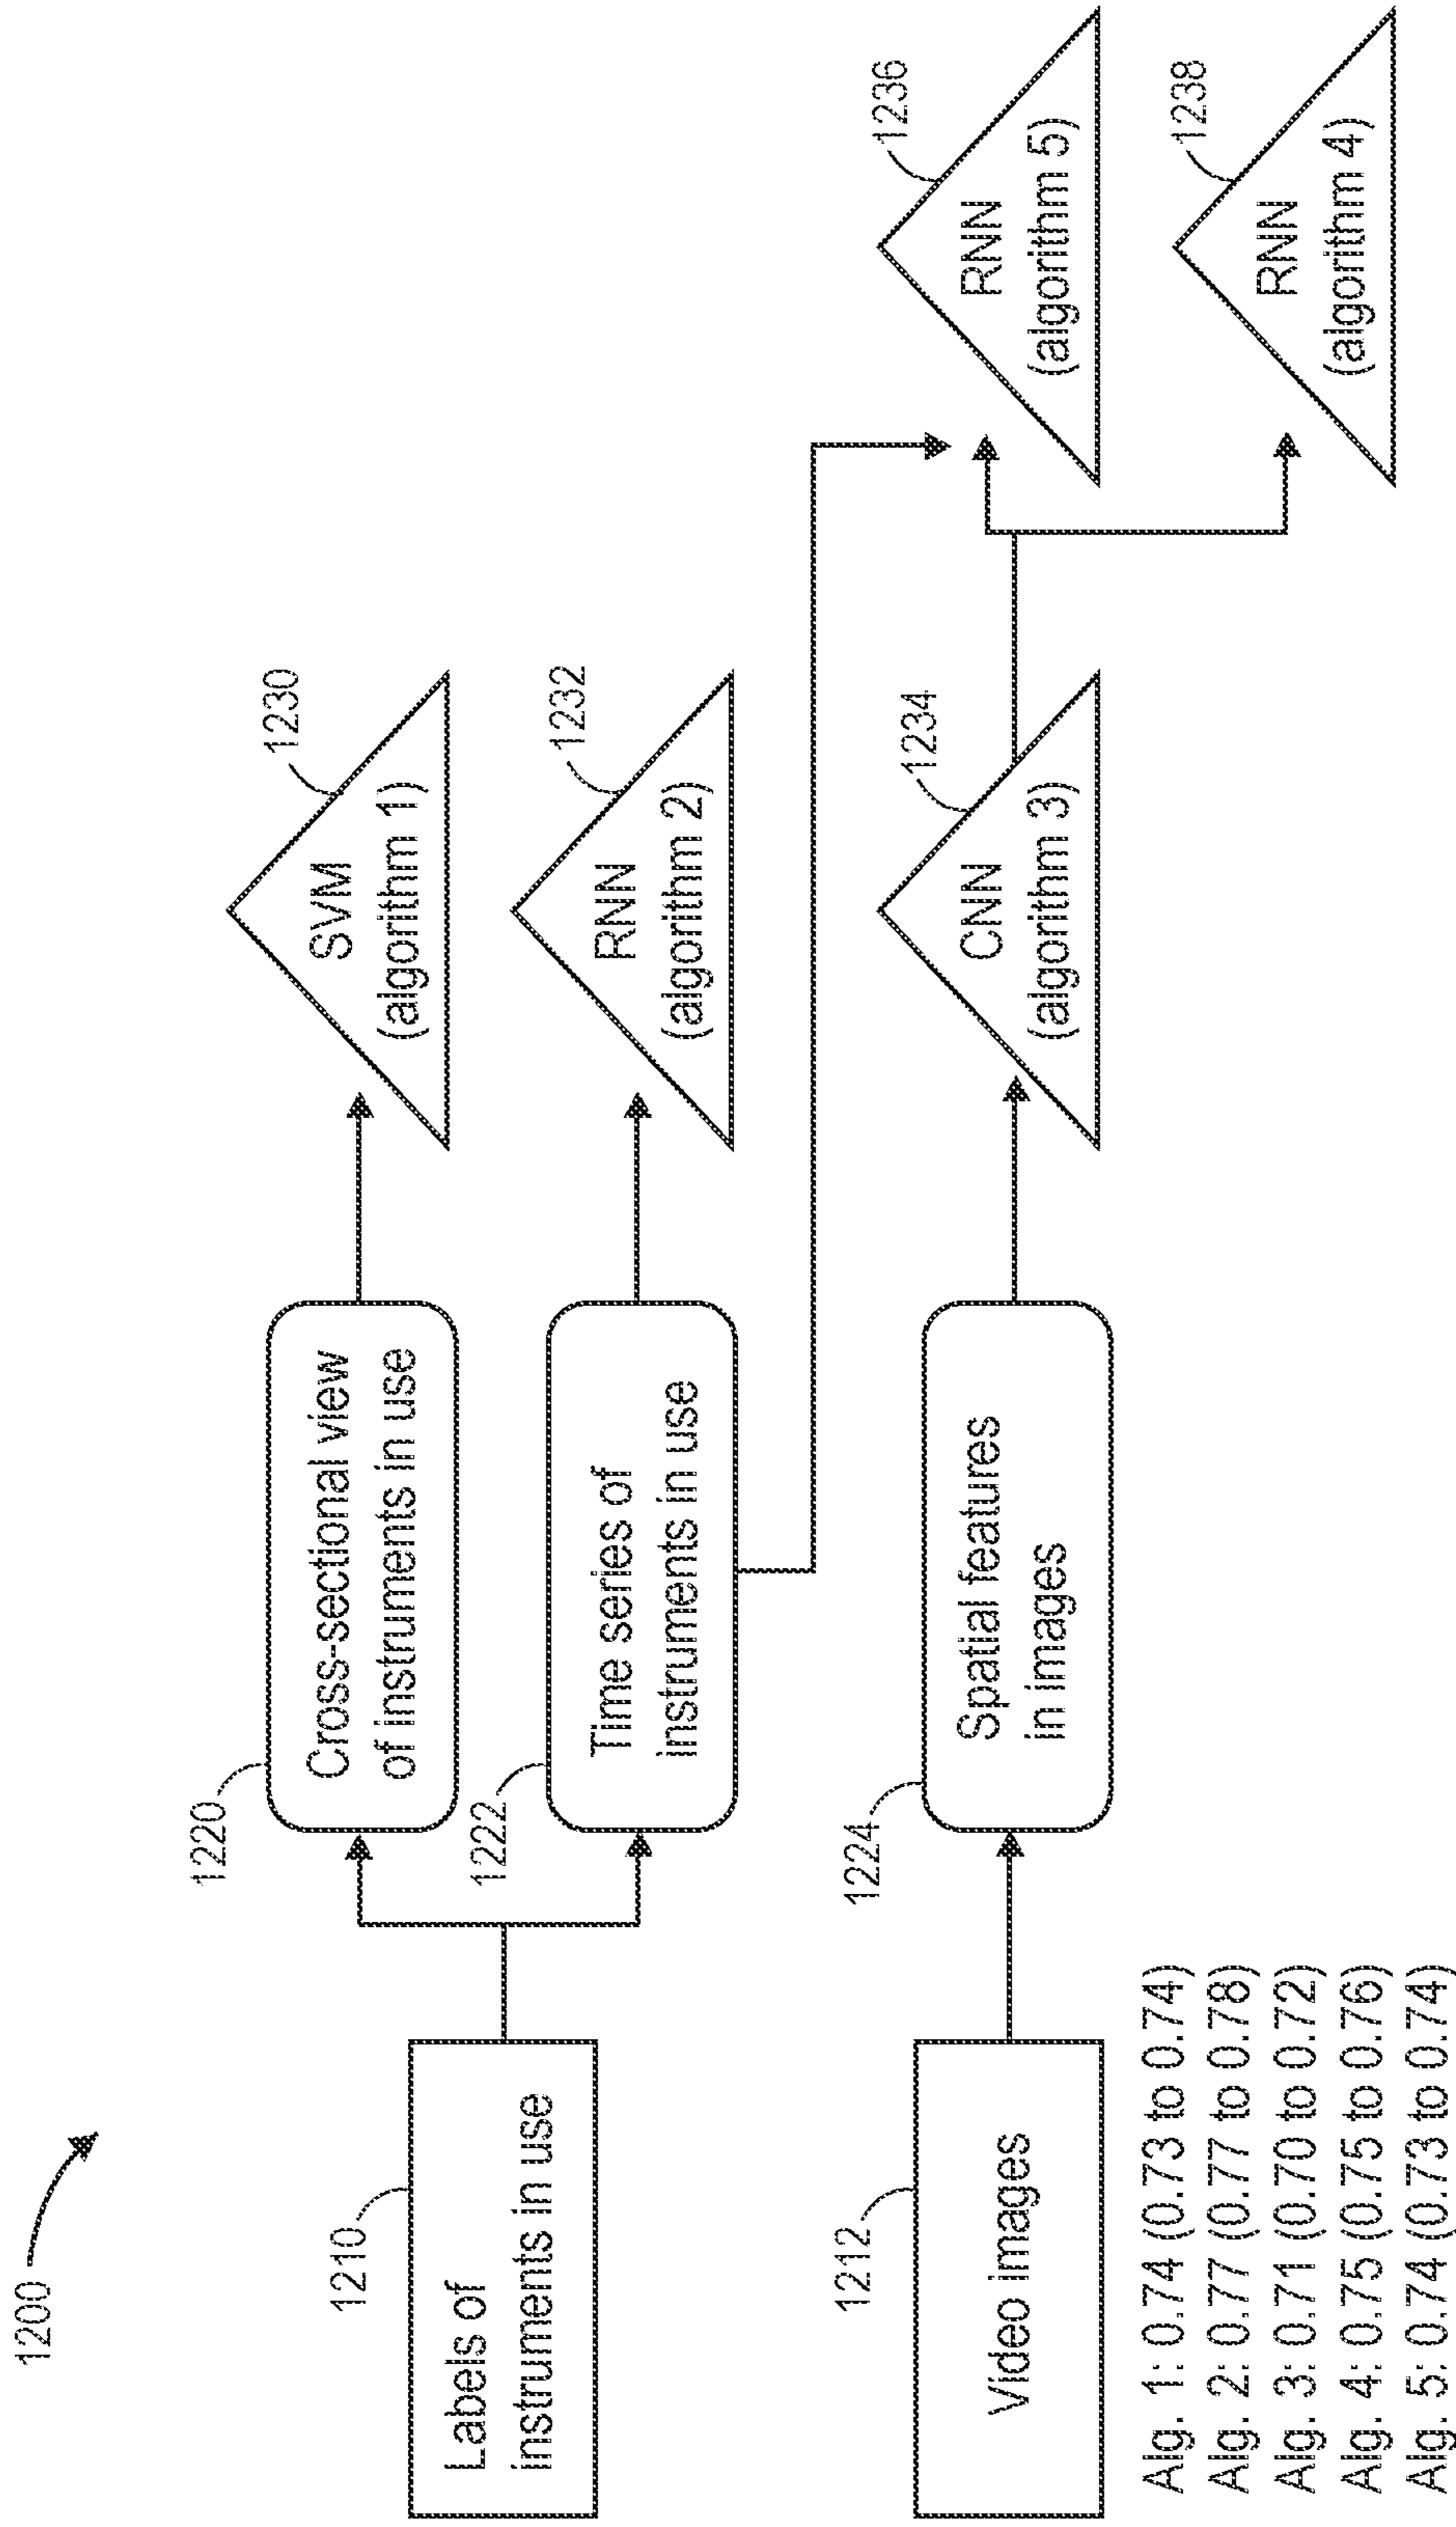 1200
1210
Labels of
instruments in use
1220
Cross-sectional view
of instruments in use
1230
SVM
(algorithm 1)
1222
Time series of
instruments in use
1232
RNN
(algorithm 2)
1212
Video images
1224
Spatial features
in images
1234
CNN
(algorithm 3)
1236
RNN
(algorithm 5)
1238
RNN
(algorithm 4)
Alg. 1: 0.74 (0.73 to 0.74)
Alg. 2: 0.77 (0.77 to 0.78)
Alg. 3: 0.71 (0.70 to 0.72)
Alg. 4: 0.75 (0.75 to 0.76)
Alg. 5: 0.74 (0.73 to 0.74)